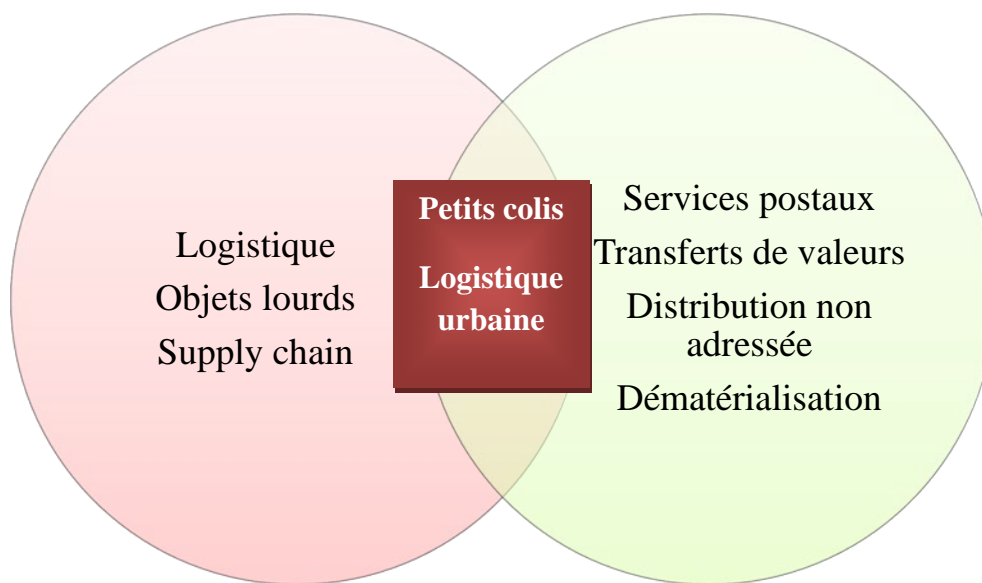 Logistique
Objets lourds
Supply chain
Petits colis
Logistique
urbaine
Services postaux
Transferts de valeurs
Distribution non
adressée
Dématérialisation